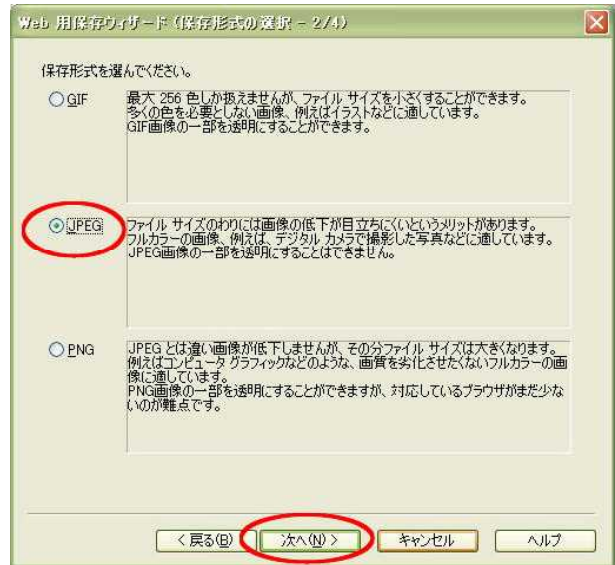 Web 用保存ウィザード (保存形式の選択 - 2/4)
保存形式を選んでください。
GIF
最大 256 色しか扱えませんが、ファイル サイズを小さくすることができます。
多くの色を必要としない画像、例えばイラストなどに適しています。
GIF画像の一部を透明にすることができます。
JPEG
ファイル サイズのわりには画像の低下が目立ちにくいというメリットがあります。
フルカラーの画像、例えば、デジタル カメラで撮影した写真などに適しています。
JPEG画像の一部を透明にすることはできません。
PNG
JPEG とは違い画像が低下しませんが、その分ファイル サイズは大きくなります。
例えばコンピュータ グラフィックなどのような、画質を劣化させたくないフルカラーの画
像に適しています。
PNG画像の一部を透明にすることができますが、対応しているブラウザがまだ少な
いのが難点です。
< 戻る(B) 次へ(N) > キャンセル ヘルプ